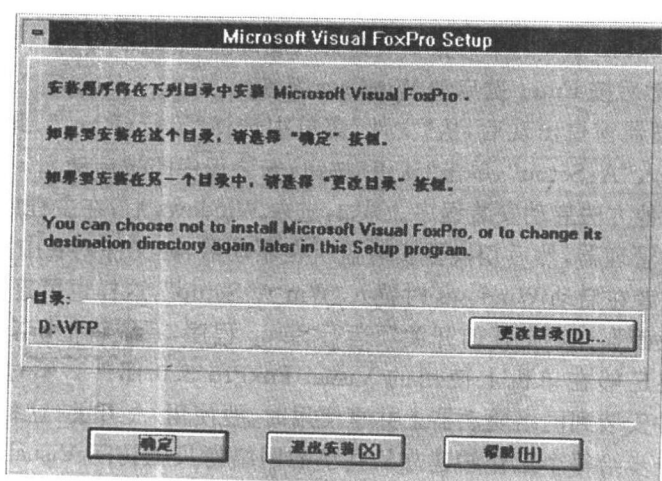 Microsoft Visual FoxPro Setup
安装程序将在下列目录中安装 Microsoft Visual FoxPro 。
如果要安装在这个目录，请选择“确定”按钮。
如果要安装在另一个目录中，请选择“更改目录”按钮。
You can choose not to install Microsoft Visual FoxPro, or to change its
destination directory again later in this Setup program.
目录:
D:\VFP
更改目录(D)...
确定
退出安装(X)
帮助(H)